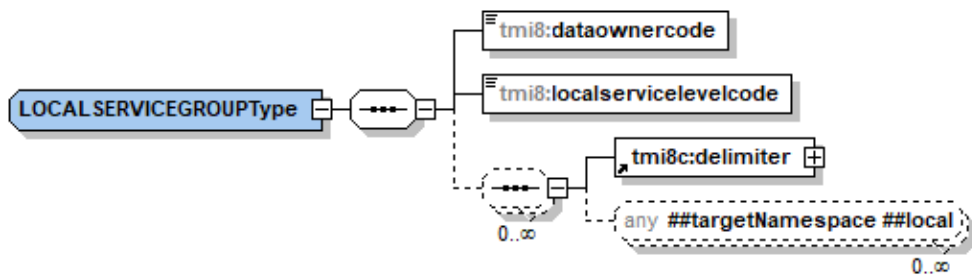 tmi8:dataownercode
LOCALSERVICEGROUPType
tmi8:localservicelevelcode
tmi8c:delimiter
0..∞
any ##targetNamespace ##local
0..∞